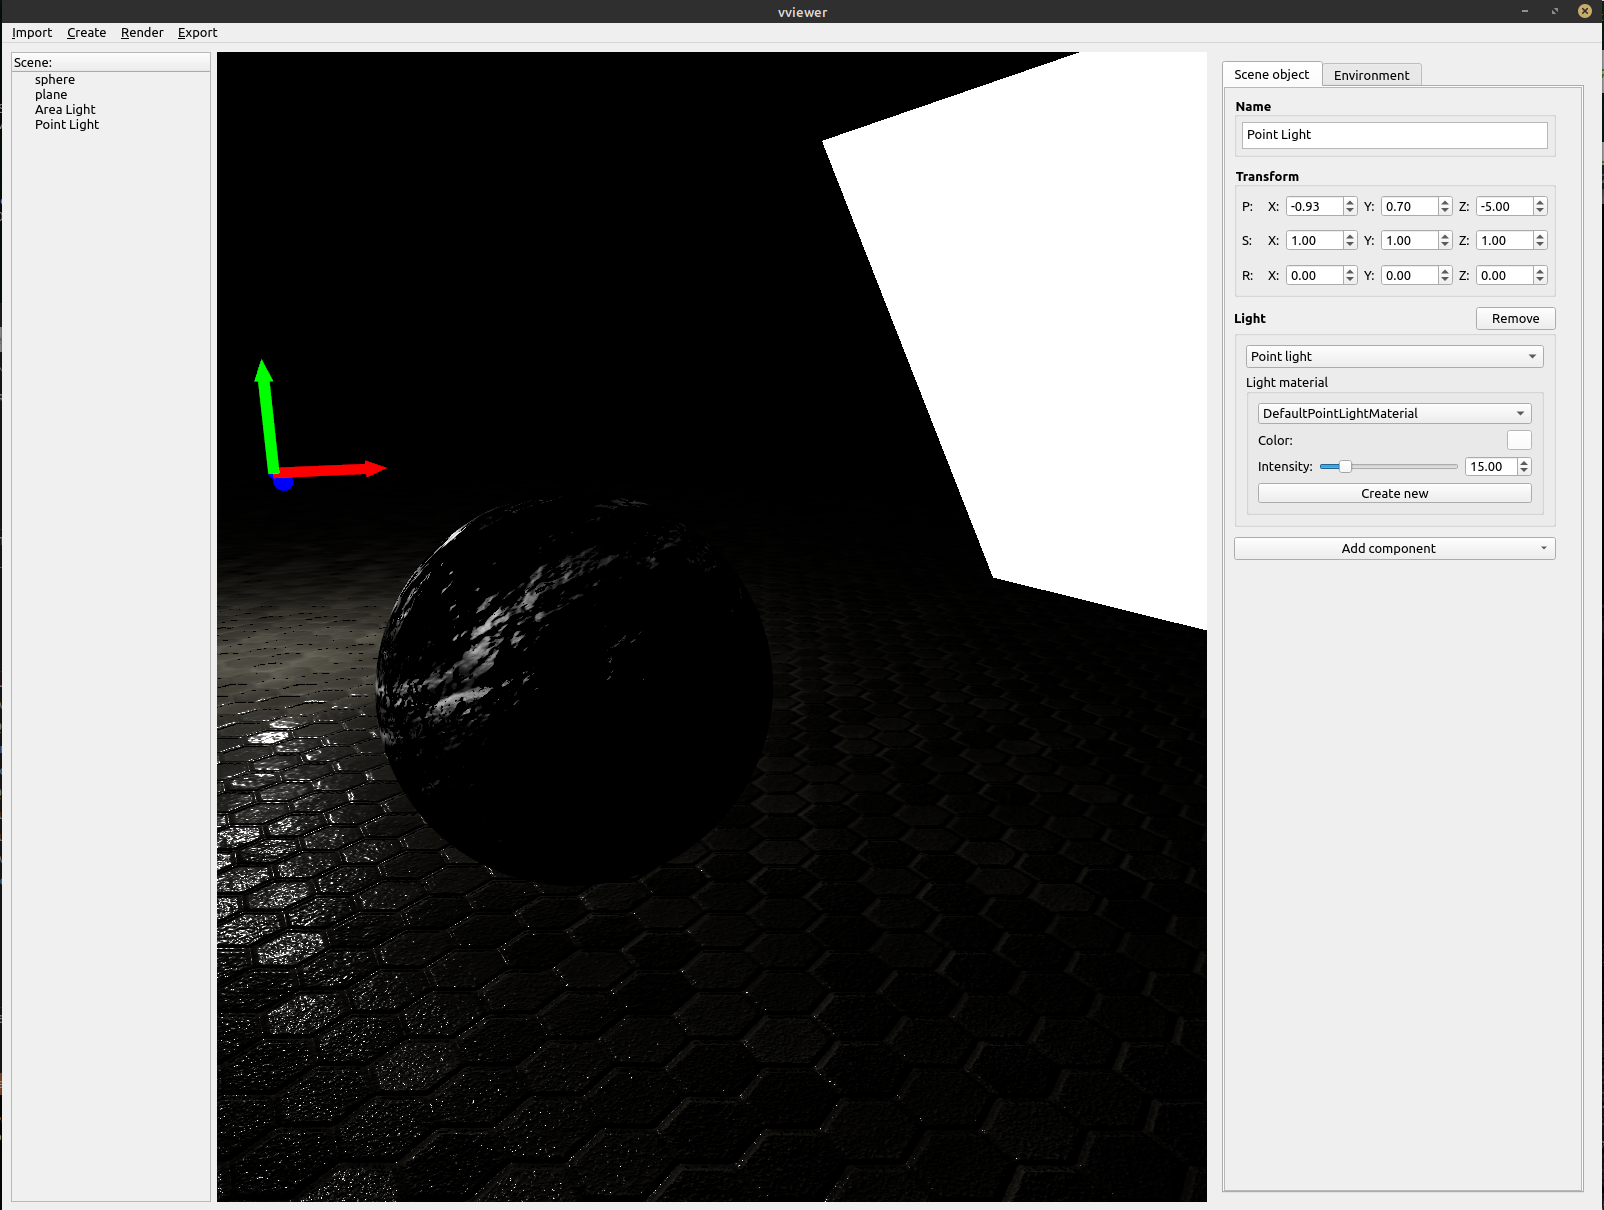 vviewer
Import Create Render Export
Scene:
sphere
plane
Area Light
Point Light
Scene object Environment
Name
Point Light
Transform
P: X: -0.93 Y: 0.70 Z: -5.00
S: X: 1.00 Y: 1.00 Z: 1.00
R: X: 0.00 Y: 0.00 Z: 0.00
Light Remove
Point light
Light material
DefaultPointLightMaterial
Color:
Intensity: 15.00
Create new
Add component